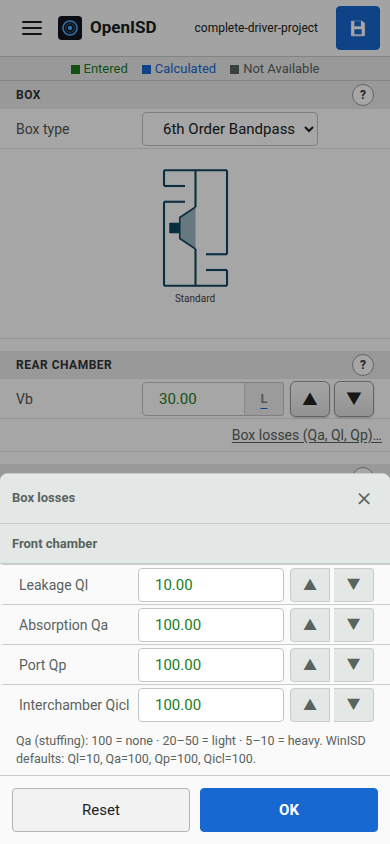 OpenISD
complete-driver-project
Entered
Calculated
Not Available
BOX
?
Box type
6th Order Bandpass
Standard
REAR CHAMBER
?
Vb
30.00
L
▲
▼
Box losses (Qa, Ql, Qp)...
Box losses
×
Front chamber
Leakage Ql
10.00
▲
▼
Absorption Qa
100.00
▲
▼
Port Qp
100.00
▲
▼
Interchamber Qicl
100.00
▲
▼
Qa (stuffing): 100 = none · 20–50 = light · 5–10 = heavy. WinISD
defaults: Ql=10, Qa=100, Qp=100, Qicl=100.
Reset
OK